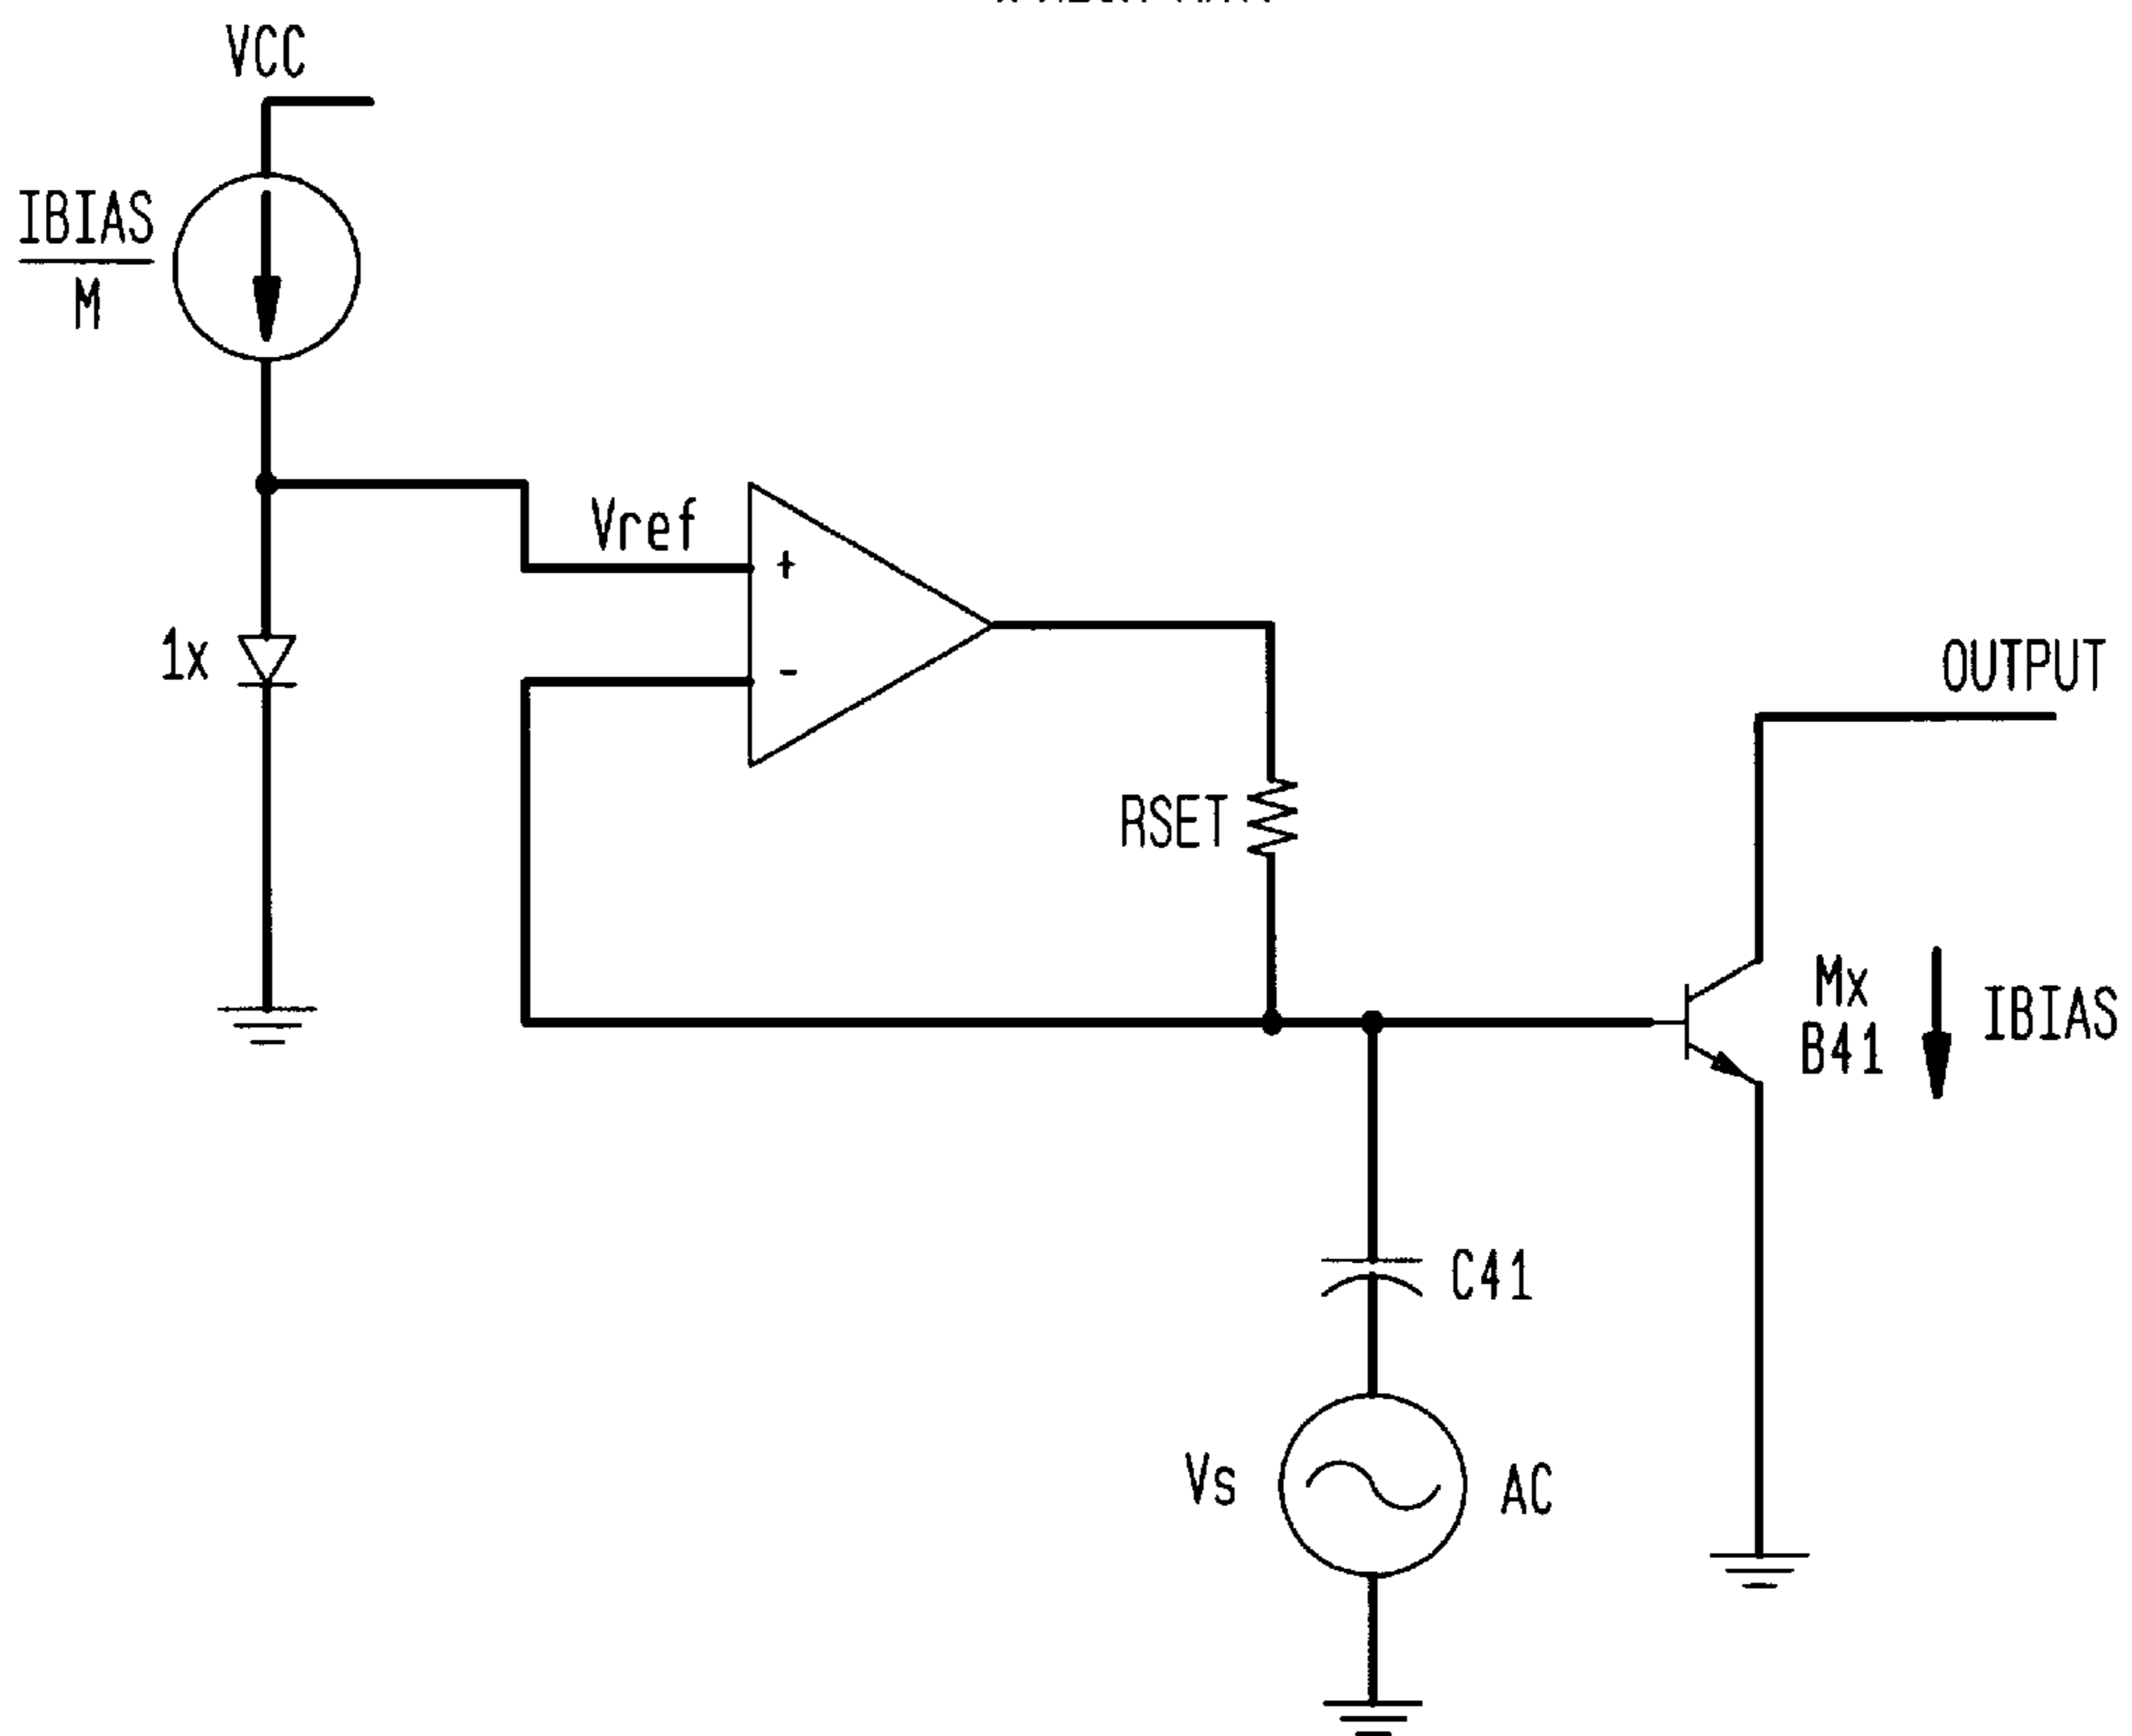 VCC
IBIAS
M
Vref
+
-
1x
OUTPUT
RSET
Mx
B41
IBIAS
C41
Vs
AC